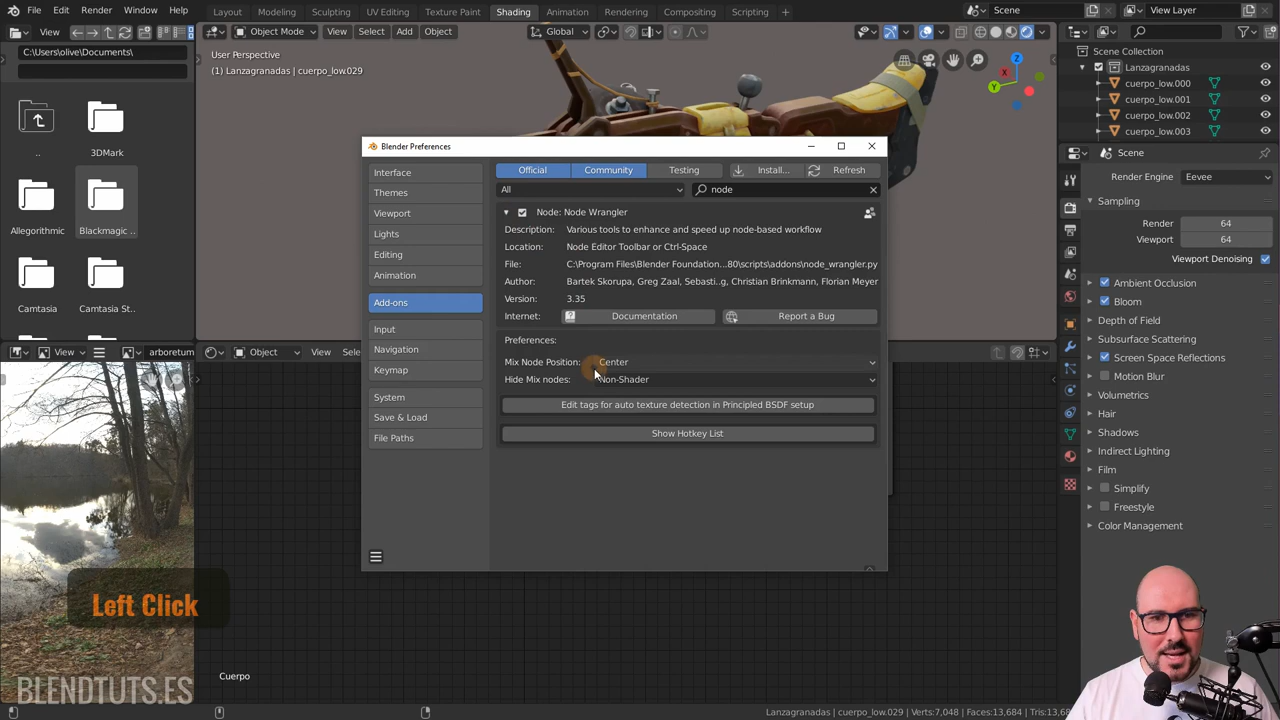 File Edit Render Window Help
Layout Modeling Sculpting UV Editing Texture Paint Shading Animation Rendering Compositing Scripting +
Scene
View Layer
C:\Users\olive\Documents\
..
3DMark
Allegorithmic
Blackmagic ..
Camtasia
Camtasia St..
Object Mode View Select Add Object
Global
User Perspective
(1) Lanzagranadas | cuerpo_low.029
Z
X
Y
Scene Collection
Lanzagranadas
cuerpo_low.000
cuerpo_low.001
cuerpo_low.002
cuerpo_low.003
Scene
Render Engine Eevee
Sampling
Render 64
Viewport 64
Viewport Denoising
Ambient Occlusion
Bloom
Depth of Field
Subsurface Scattering
Screen Space Reflections
Motion Blur
Volumetrics
Hair
Shadows
Indirect Lighting
Film
Simplify
Freestyle
Color Management
Blender Preferences
Interface
Themes
Viewport
Lights
Editing
Animation
Add-ons
Input
Navigation
Keymap
System
Save & Load
File Paths
Official Community Testing Install... Refresh
All
node
Node: Node Wrangler
Description: Various tools to enhance and speed up node-based workflow
Location: Node Editor Toolbar or Ctrl-Space
File: C:\Program Files\Blender Foundation...80\scripts\addons\node_wrangler.py
Author: Bartek Skorupa, Greg Zaal, Sebasti..g, Christian Brinkmann, Florian Meyer
Version: 3.35
Internet: Documentation Report a Bug
Preferences:
Mix Node Position: Center
Hide Mix nodes: Non-Shader
Edit tags for auto texture detection in Principled BSDF setup
Show Hotkey List
View
arboretum
Object View Sele
Left Click
Cuerpo
BLENDTUTS.ES
Lanzagranadas | cuerpo_low.029 Verts:7,048 | Faces:13,684 | Tris:13,68